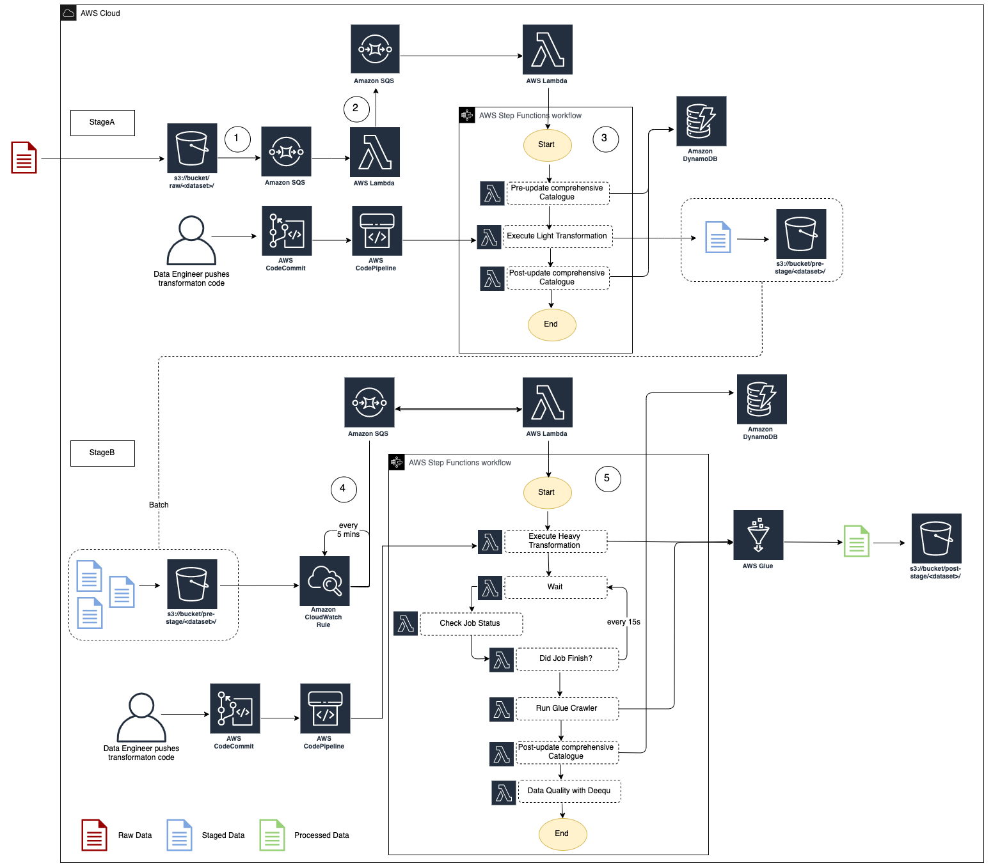 AWS Cloud
Amazon SQS
AWS Lambda
StageA
1
2
s3://bucket/
raw/<dataset>/
Amazon SQS
AWS Lambda
AWS Step Functions workflow
3
Start
Pre-update comprehensive
Catalogue
Execute Light Transformation
Post-update comprehensive
Catalogue
End
Amazon
DynamoDB
s3://bucket/pre-
stage/<dataset>/
Data Engineer pushes
transformaton code
AWS
CodeCommit
AWS
CodePipeline
StageB
Amazon SQS
AWS Lambda
Amazon
DynamoDB
4
every
5 mins
Batch
s3://bucket/pre-
stage/<dataset>/
Amazon
CloudWatch
Rule
AWS Step Functions workflow
5
Start
Execute Heavy
Transformation
Wait
Check Job Status
every 15s
Did Job Finish?
Run Glue Crawler
Post-update comprehensive
Catalogue
Data Quality with Deequ
End
AWS Glue
s3://bucket/post-
stage/<dataset>/
Data Engineer pushes
transformaton code
AWS
CodeCommit
AWS
CodePipeline
Raw Data
Staged Data
Processed Data